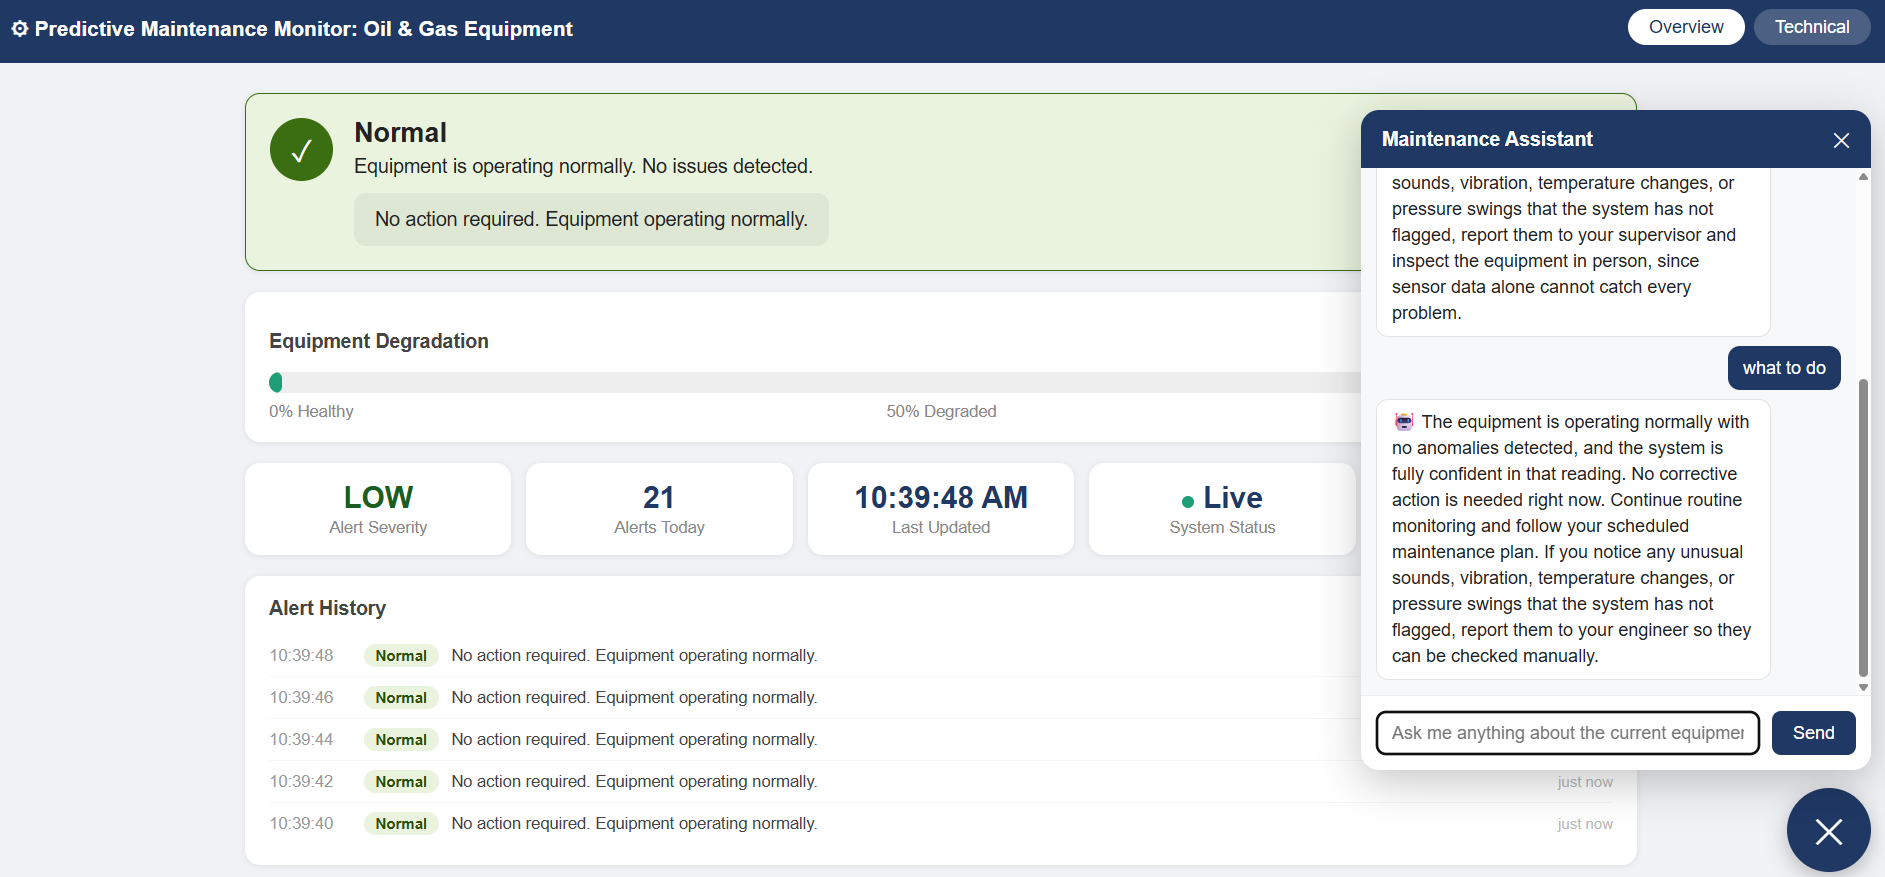 Predictive Maintenance Monitor: Oil & Gas Equipment
Overview
Technical
Normal
Equipment is operating normally. No issues detected.
No action required. Equipment operating normally.
Equipment Degradation
0% Healthy
50% Degraded
LOW
Alert Severity
21
Alerts Today
10:39:48 AM
Last Updated
Live
System Status
Alert History
10:39:48 Normal No action required. Equipment operating normally.
10:39:46 Normal No action required. Equipment operating normally.
10:39:44 Normal No action required. Equipment operating normally.
10:39:42 Normal No action required. Equipment operating normally. just now
10:39:40 Normal No action required. Equipment operating normally. just now
Maintenance Assistant
sounds, vibration, temperature changes, or
pressure swings that the system has not
flagged, report them to your supervisor and
inspect the equipment in person, since
sensor data alone cannot catch every
problem.
what to do
The equipment is operating normally with
no anomalies detected, and the system is
fully confident in that reading. No corrective
action is needed right now. Continue routine
monitoring and follow your scheduled
maintenance plan. If you notice any unusual
sounds, vibration, temperature changes, or
pressure swings that the system has not
flagged, report them to your engineer so they
can be checked manually.
Ask me anything about the current equipmer
Send